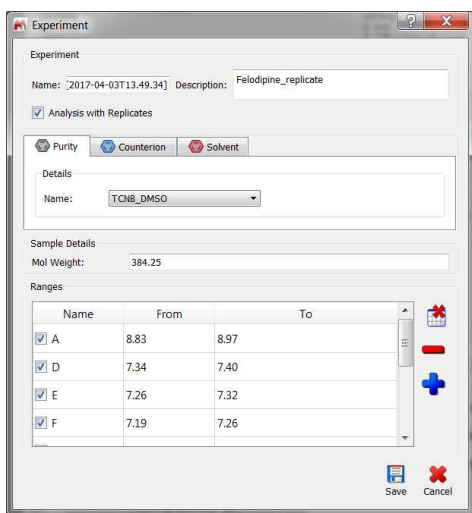 Experiment
Experiment
Name: [2017-04-03T13.49.34] Description: Felodipine_replicate
Analysis with Replicates
Purity Counterion Solvent
Details
Name: TCNB_DMSO
Sample Details
Mol Weight: 384.25
Ranges
Name From To
A 8.83 8.97
D 7.34 7.40
E 7.26 7.32
F 7.19 7.26
Save Cancel